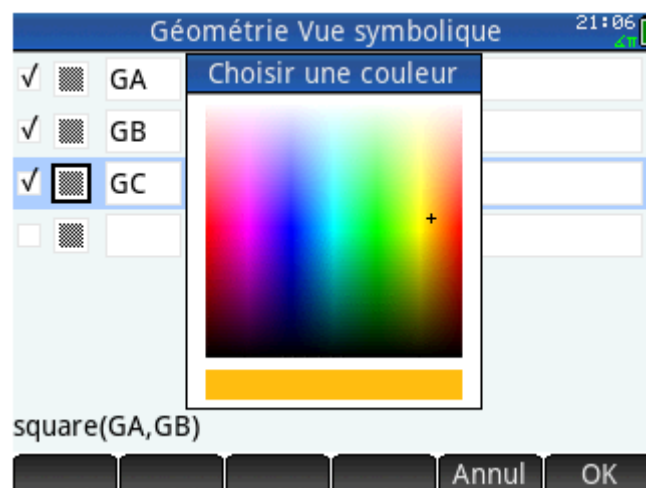 Géométrie Vue symbolique 21:06
∡π
Choisir une couleur
√ GA
√ GB
√ GC
square(GA,GB)
Annul OK